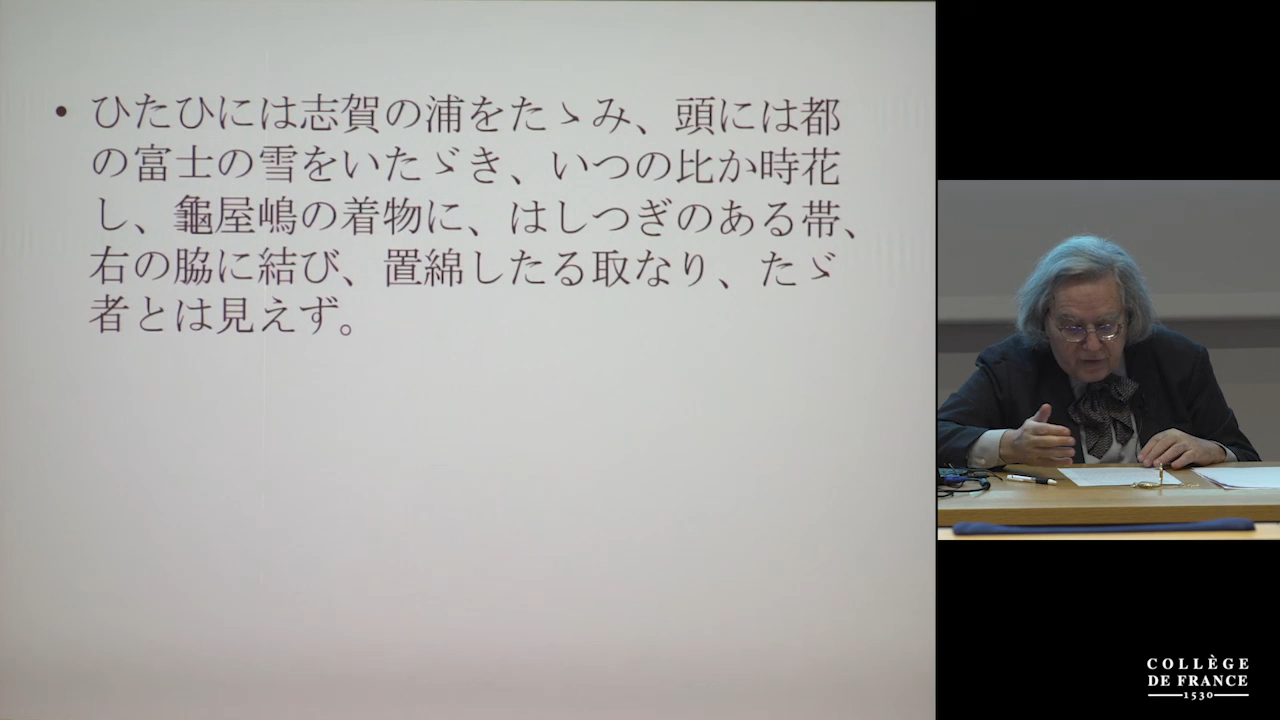 • ひたひには志賀の浦をたゝみ、頭には都
の富士の雪をいたゞき、いつの比か時花
し、龜屋嶋の着物に、はしつぎのある帯、
右の脇に結び、置綿したる取なり、たゞ
者とは見えず。
COLLÈGE
DE FRANCE
1530